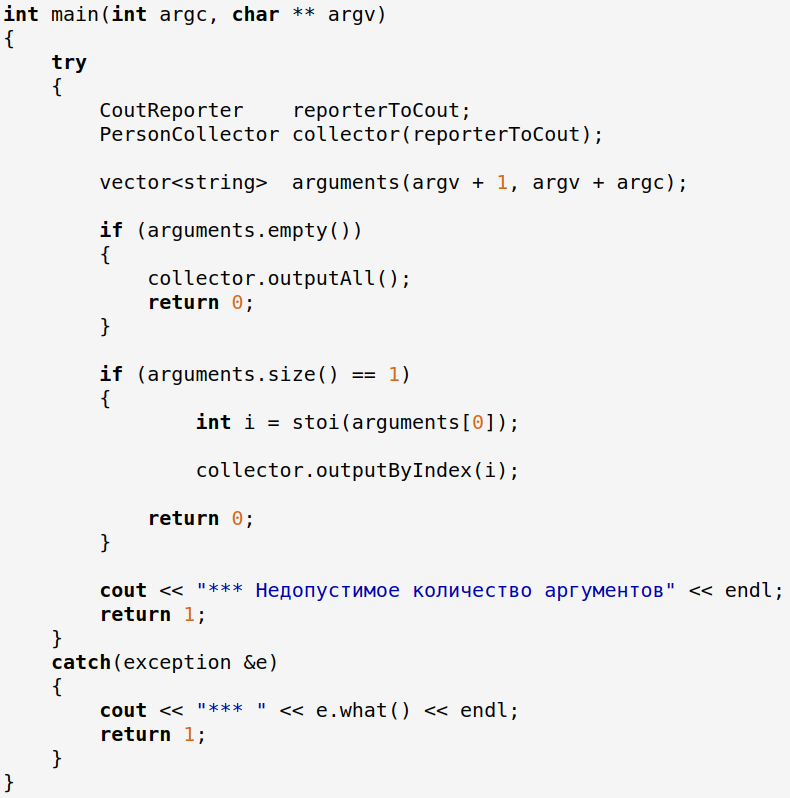 int main(int argc, char ** argv)
{
    try
    {
        CoutReporter    reporterToCout;
        PersonCollector collector(reporterToCout);

        vector<string>  arguments(argv + 1, argv + argc);

        if (arguments.empty())
        {
            collector.outputAll();
            return 0;
        }

        if (arguments.size() == 1)
        {
                int i = stoi(arguments[0]);

                collector.outputByIndex(i);

            return 0;
        }

        cout << "*** Недопустимое количество аргументов" << endl;
        return 1;
    }
    catch(exception &e)
    {
        cout << "*** " << e.what() << endl;
        return 1;
    }
}